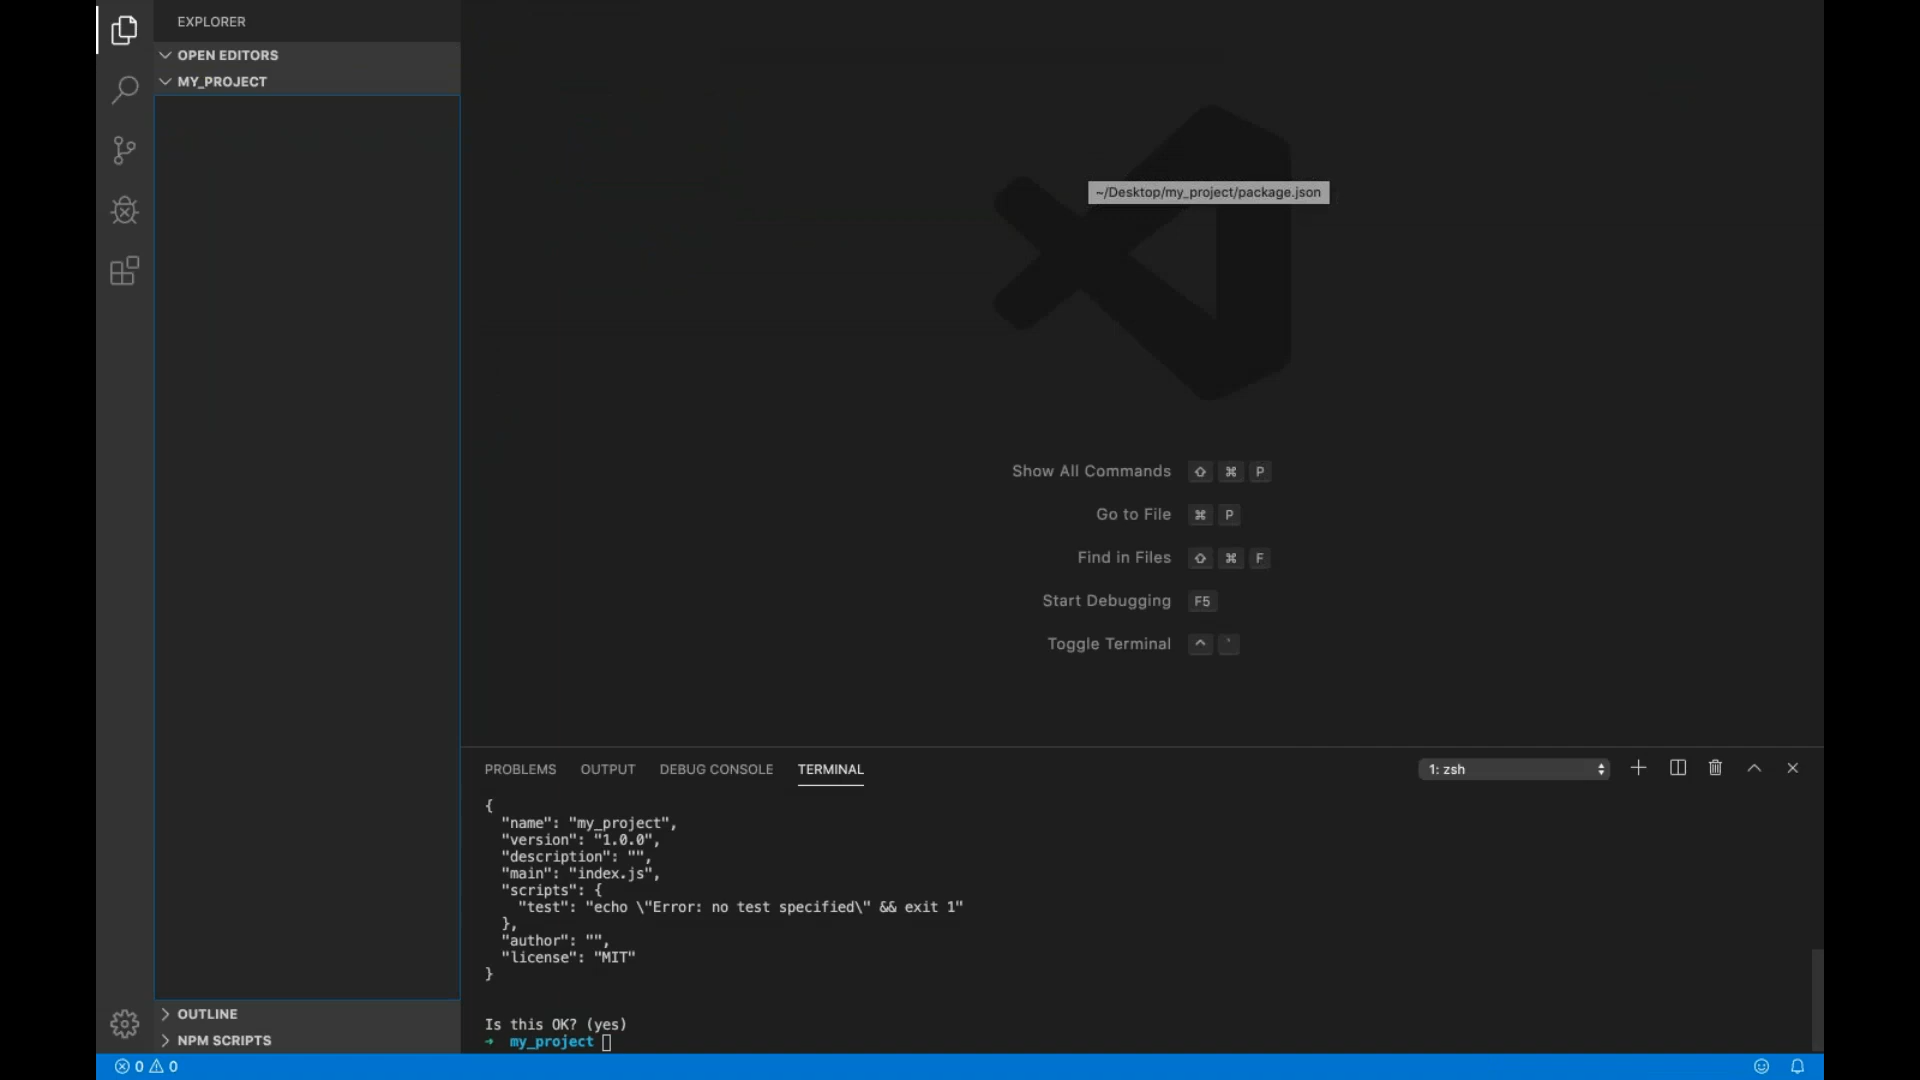 EXPLORER
OPEN EDITORS
MY_PROJECT
~/Desktop/my_project/package.json
Show All Commands ⇧ ⌘ P
Go to File ⌘ P
Find in Files ⇧ ⌘ F
Start Debugging F5
Toggle Terminal ^ `
PROBLEMS OUTPUT DEBUG CONSOLE TERMINAL
1: zsh
{
"name": "my_project",
"version": "1.0.0",
"description": "",
"main": "index.js",
"scripts": {
"test": "echo \"Error: no test specified\" && exit 1"
},
"author": "",
"license": "MIT"
}
Is this OK? (yes)
➜ my_project
OUTLINE
NPM SCRIPTS
0 0